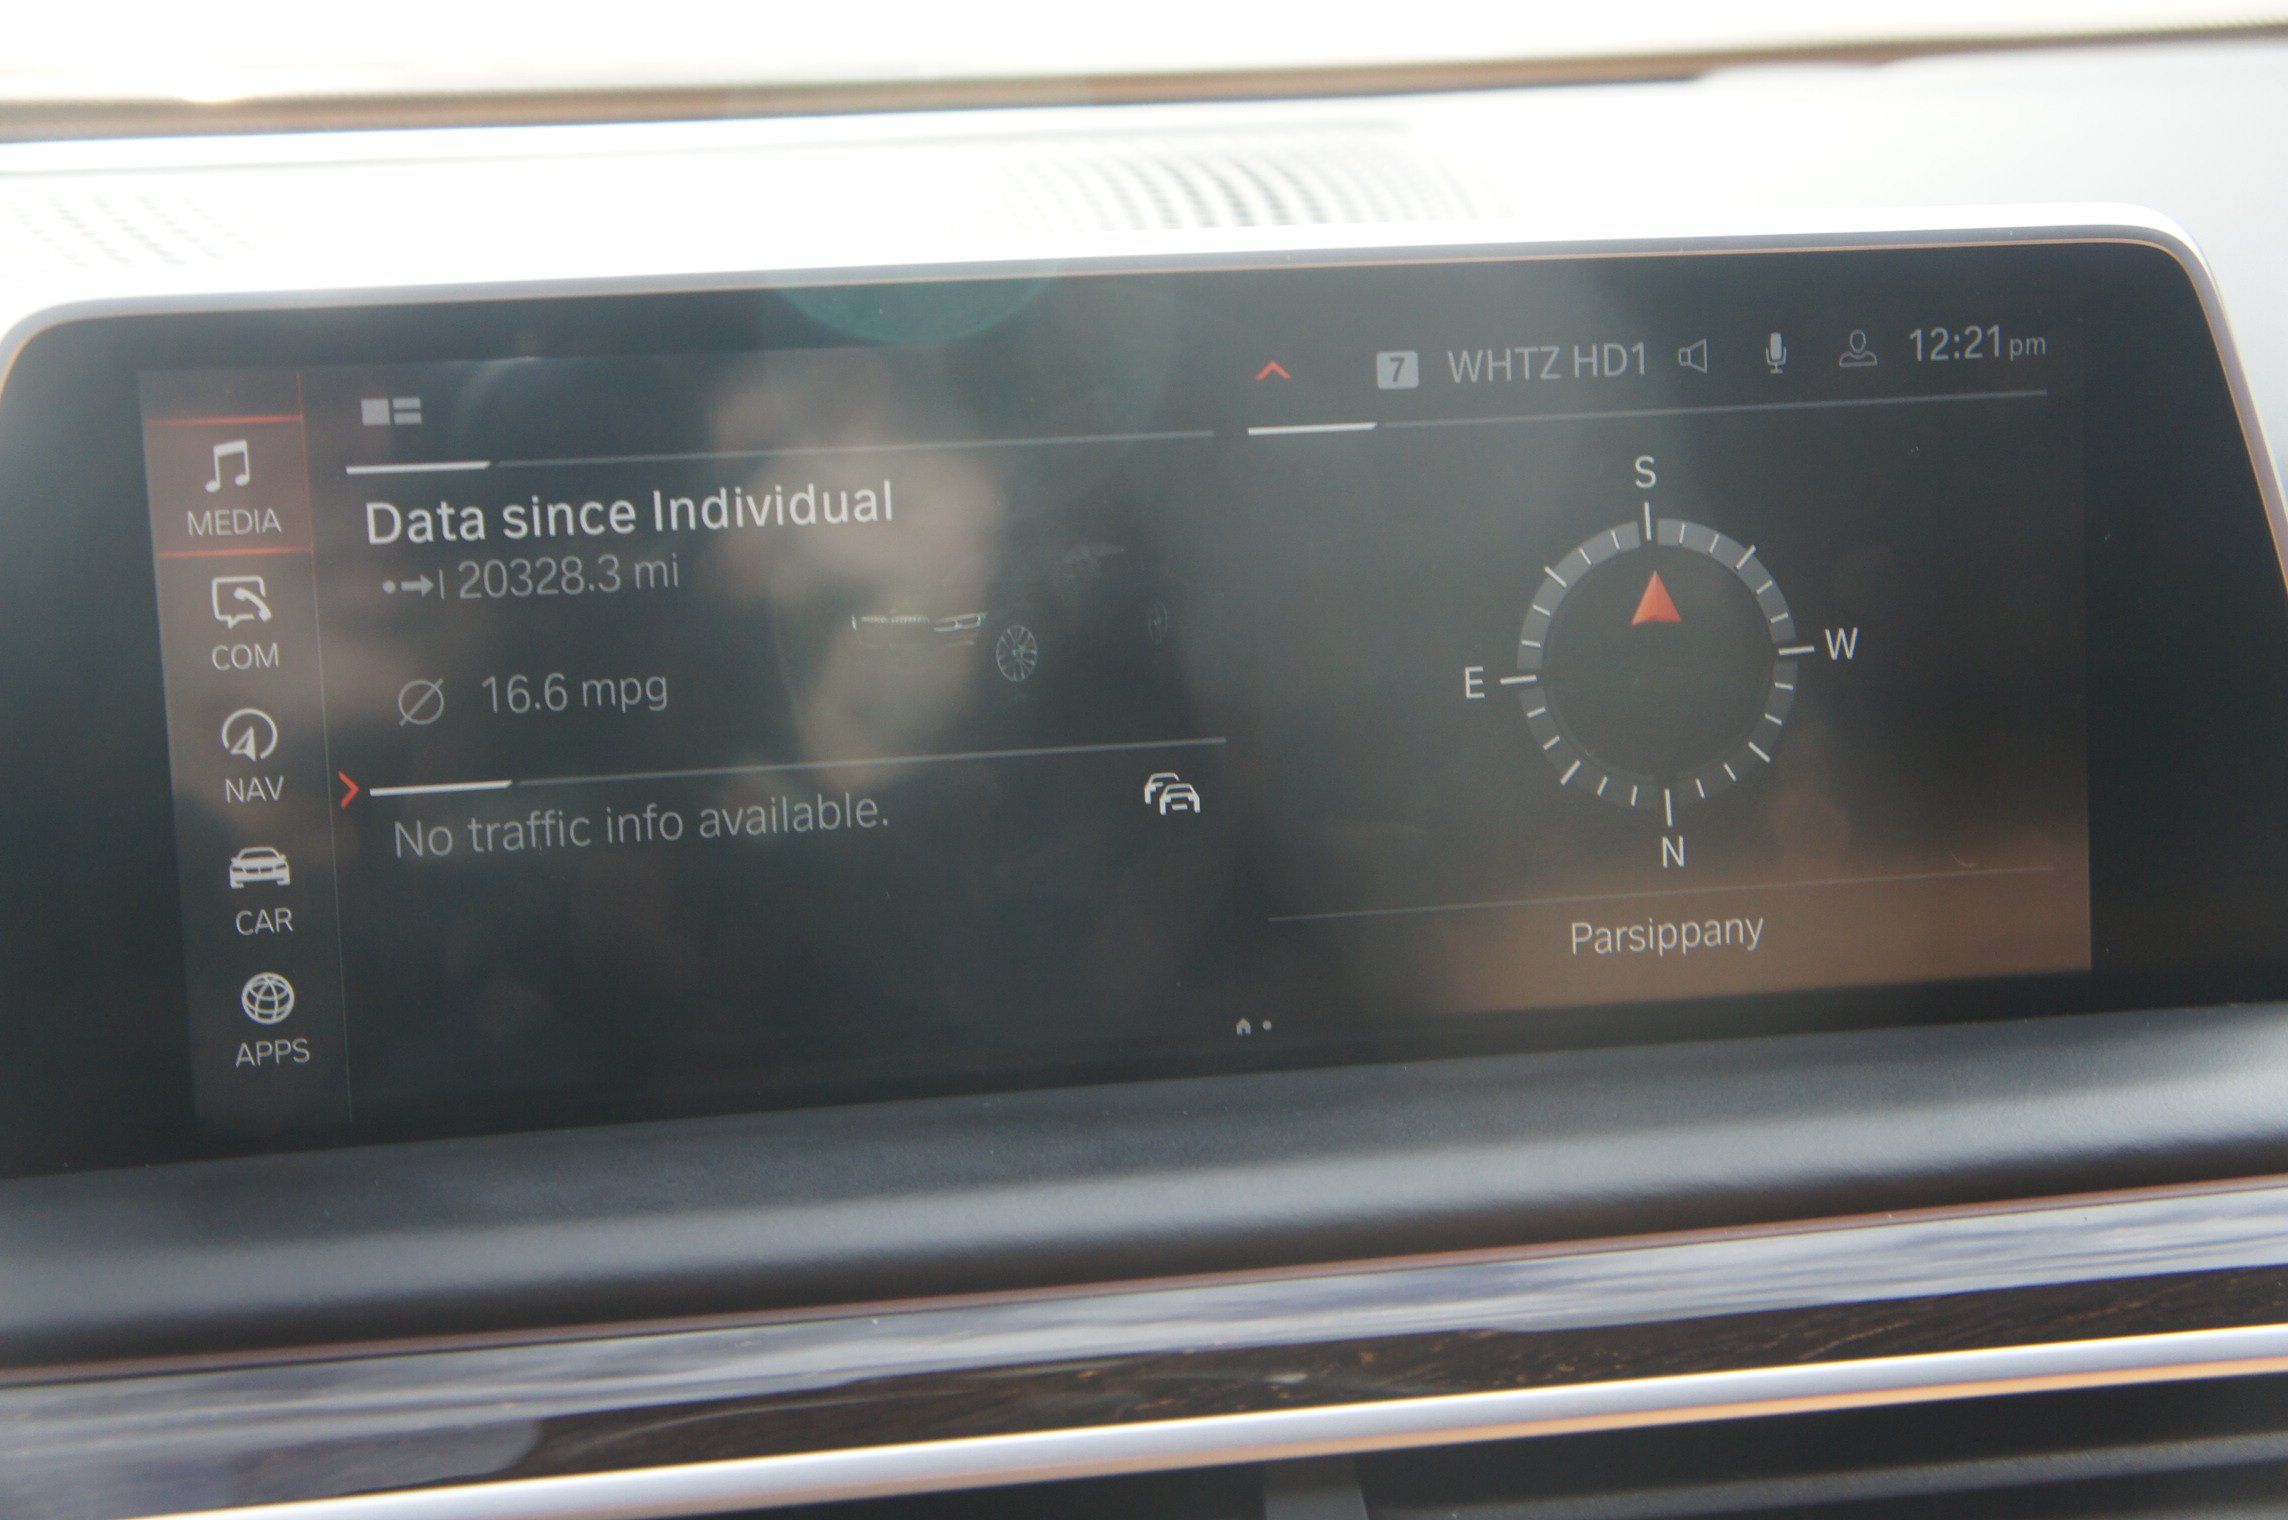 7 WHTZ HD1 12:21pm
MEDIA
COM
NAV
CAR
APPS
Data since Individual
20328.3 mi
16.6 mpg
No traffic info available.
S
E
W
N
Parsippany